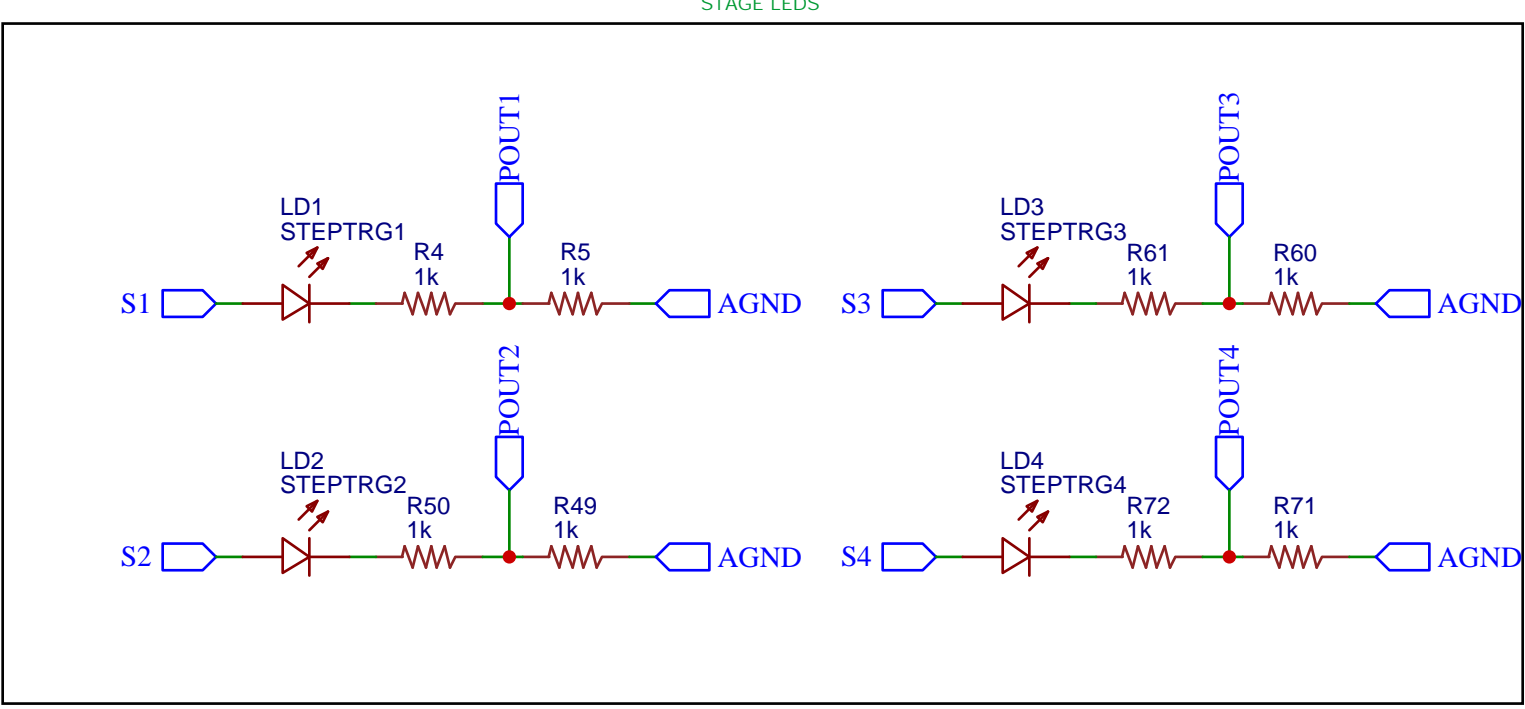 STAGE LEDS
POUT1
LD1
STEPTRG1
R4
1k
R5
1k
S1
AGND
POUT3
LD3
STEPTRG3
R61
1k
R60
1k
S3
AGND
POUT2
LD2
STEPTRG2
R50
1k
R49
1k
S2
AGND
POUT4
LD4
STEPTRG4
R72
1k
R71
1k
S4
AGND